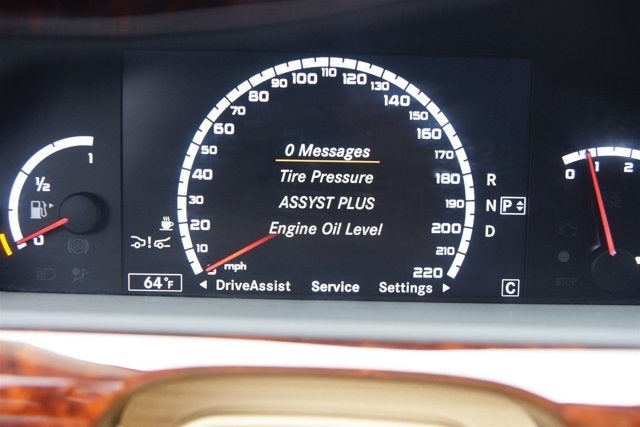 0 Messages
Tire Pressure
ASSYST PLUS
Engine Oil Level
0 10 20 30 40 50 60 70 80 90 100 110 120 130 140 150 160 170 180 190 200 210 220
mph
R
N P
D
64°F
DriveAssist Service Settings
C
1
½
0
0 1 2
STOP